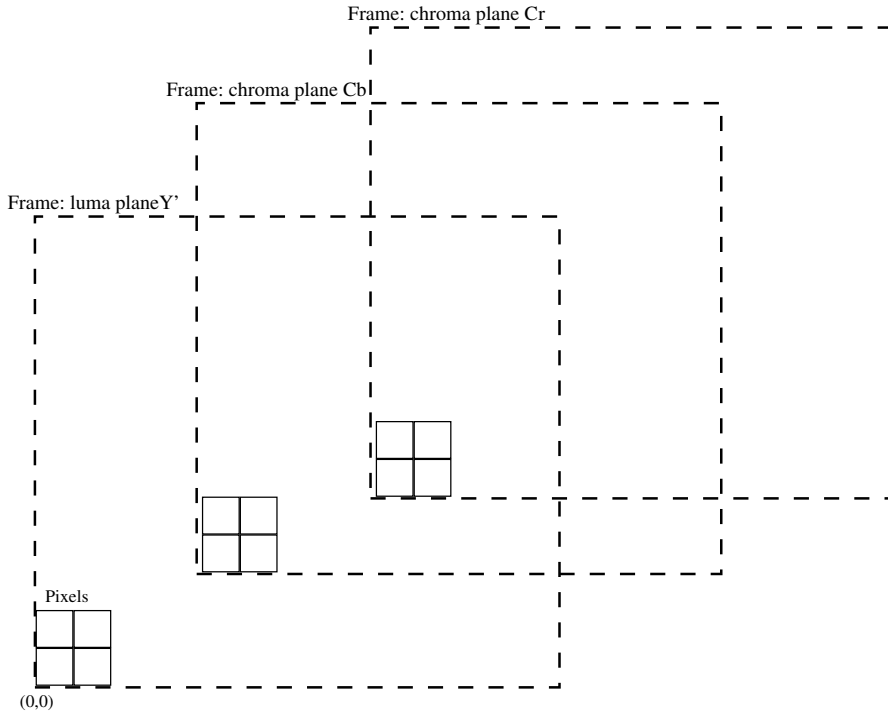 Frame: chroma plane Cr
Frame: chroma plane Cb
Frame: luma planeY’
Pixels
(0,0)